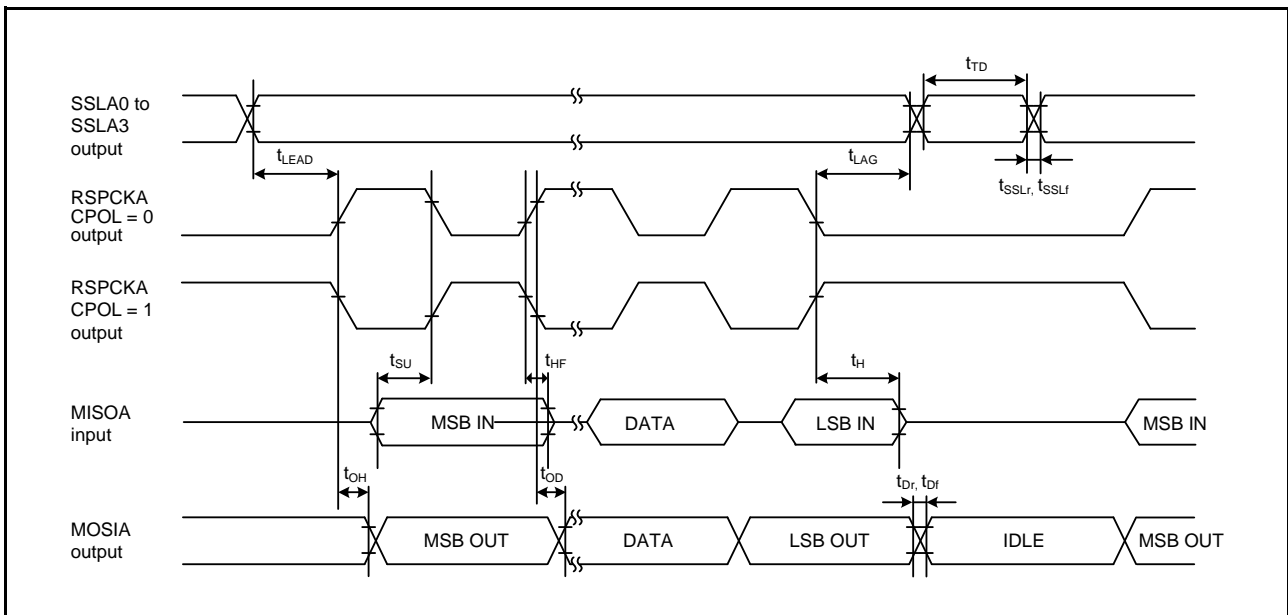 tTD
SSLA0 to
SSLA3
output
tLEAD
tLAG
tSSLr, tSSLf
RSPCKA
CPOL = 0
output
RSPCKA
CPOL = 1
output
tSU
tHF
tH
MISOA
input
MSB IN
DATA
LSB IN
MSB IN
tOH
tOD
tDr, tDf
MOSIA
output
MSB OUT
DATA
LSB OUT
IDLE
MSB OUT